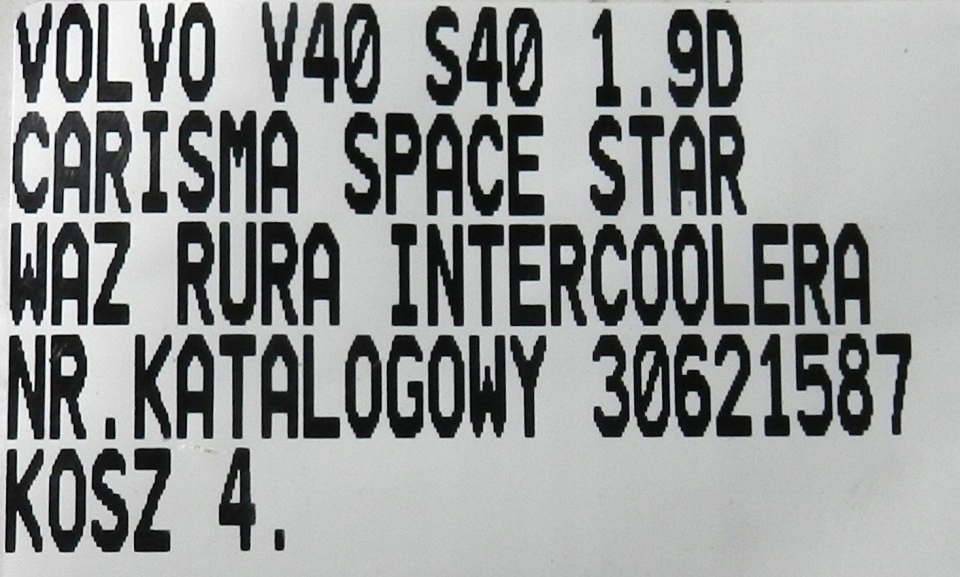 VOLVO V40 S40 1.9D
CARISMA SPACE STAR
WAZ RURA INTERCOOLERA
NR.KATALOGOWY 30621587
KOSZ 4.